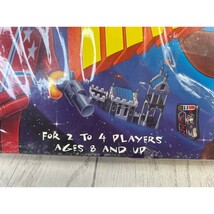 FOR 2 TO 4 PLAYERS
AGES 8 AND UP